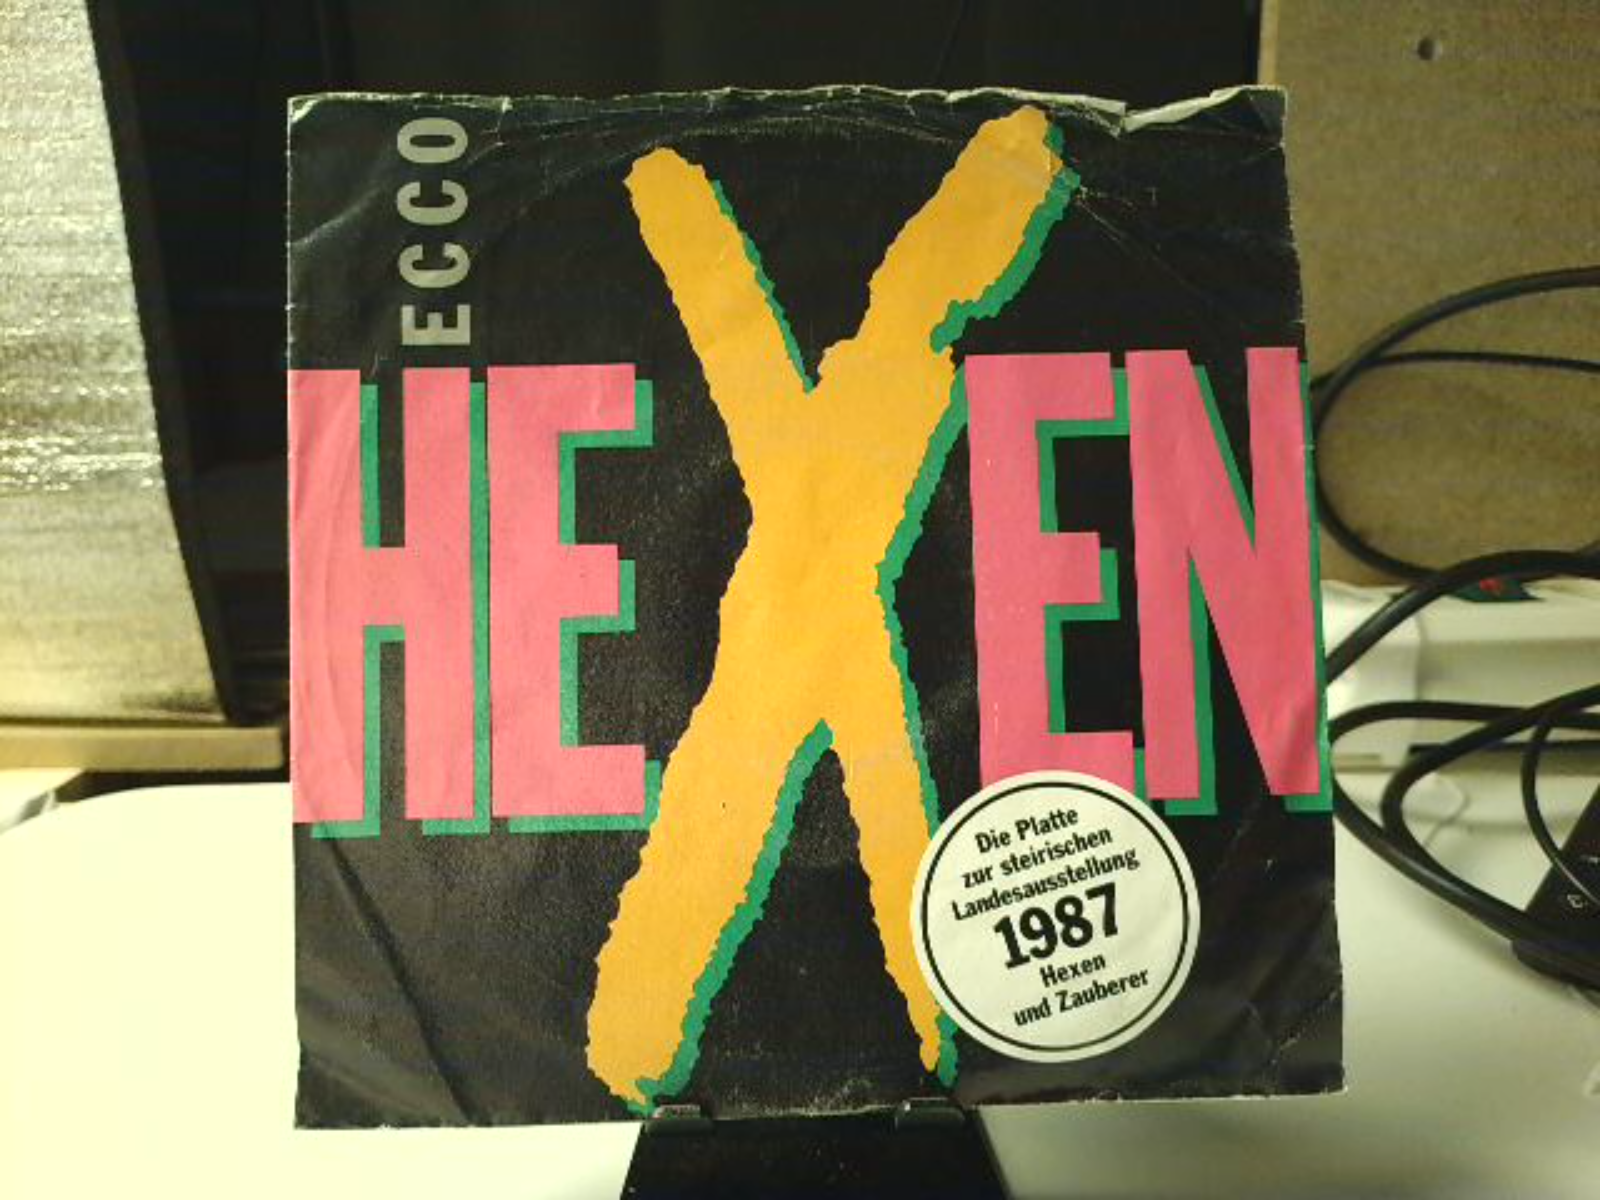 ECCO
HEXEN
Die Platte
zur steirischen
Landesausstellung
1987
Hexen
und Zauberer